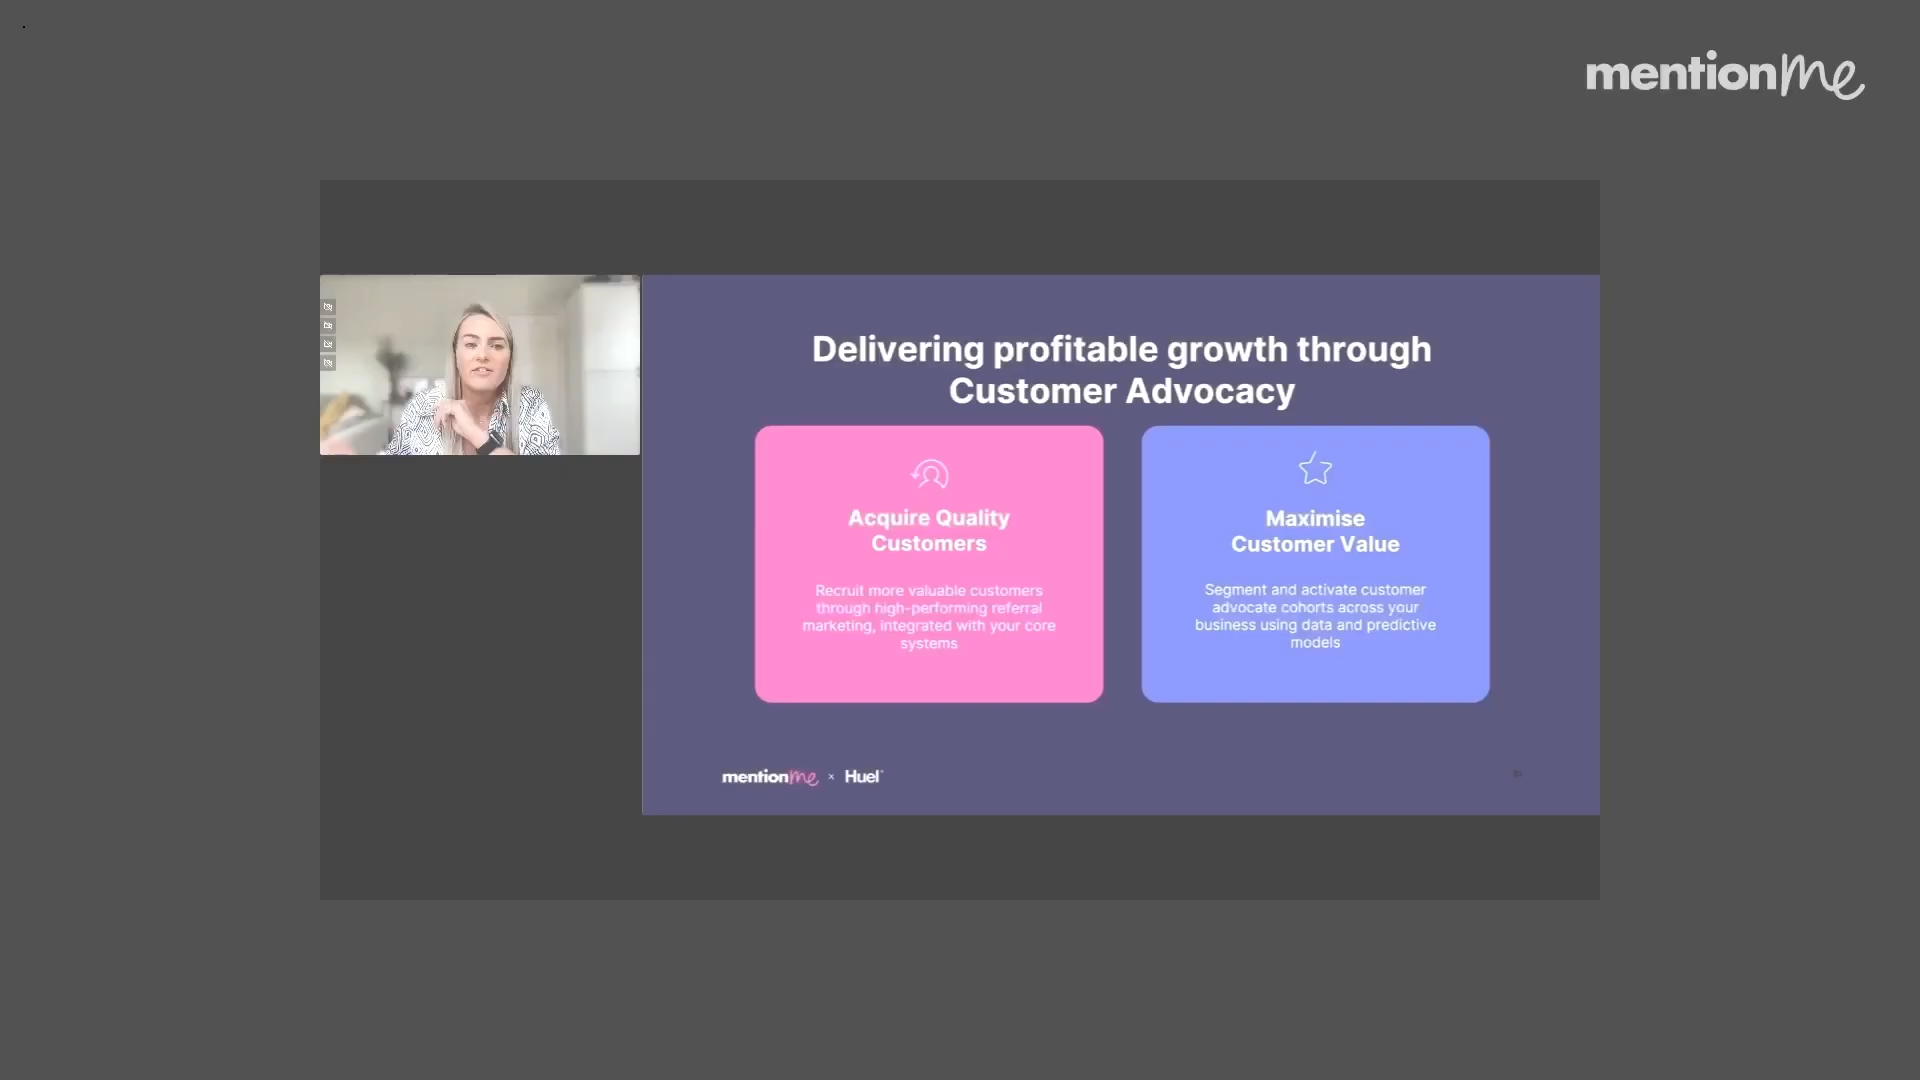 mentionme
Delivering profitable growth through
Customer Advocacy
Acquire Quality
Customers
Recruit more valuable customers
through high-performing referral
marketing, integrated with your core
systems
Maximise
Customer Value
Segment and activate customer
advocate cohorts across your
business using data and predictive
models
mentionme × Huel